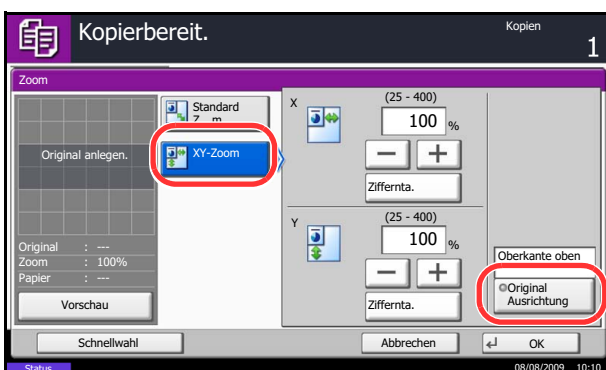 Kopierbereit.
Kopien
1
Zoom
Original anlegen.
Original : ---
Zoom : 100%
Papier : ---
Vorschau
Standard
XY-Zoom
X
(25 - 400)
100 %
Ziffernta.
Y
(25 - 400)
100 %
Ziffernta.
Oberkante oben
Original
Ausrichtung
Schnellwahl
Abbrechen
OK
Status
08/08/2009 10:10